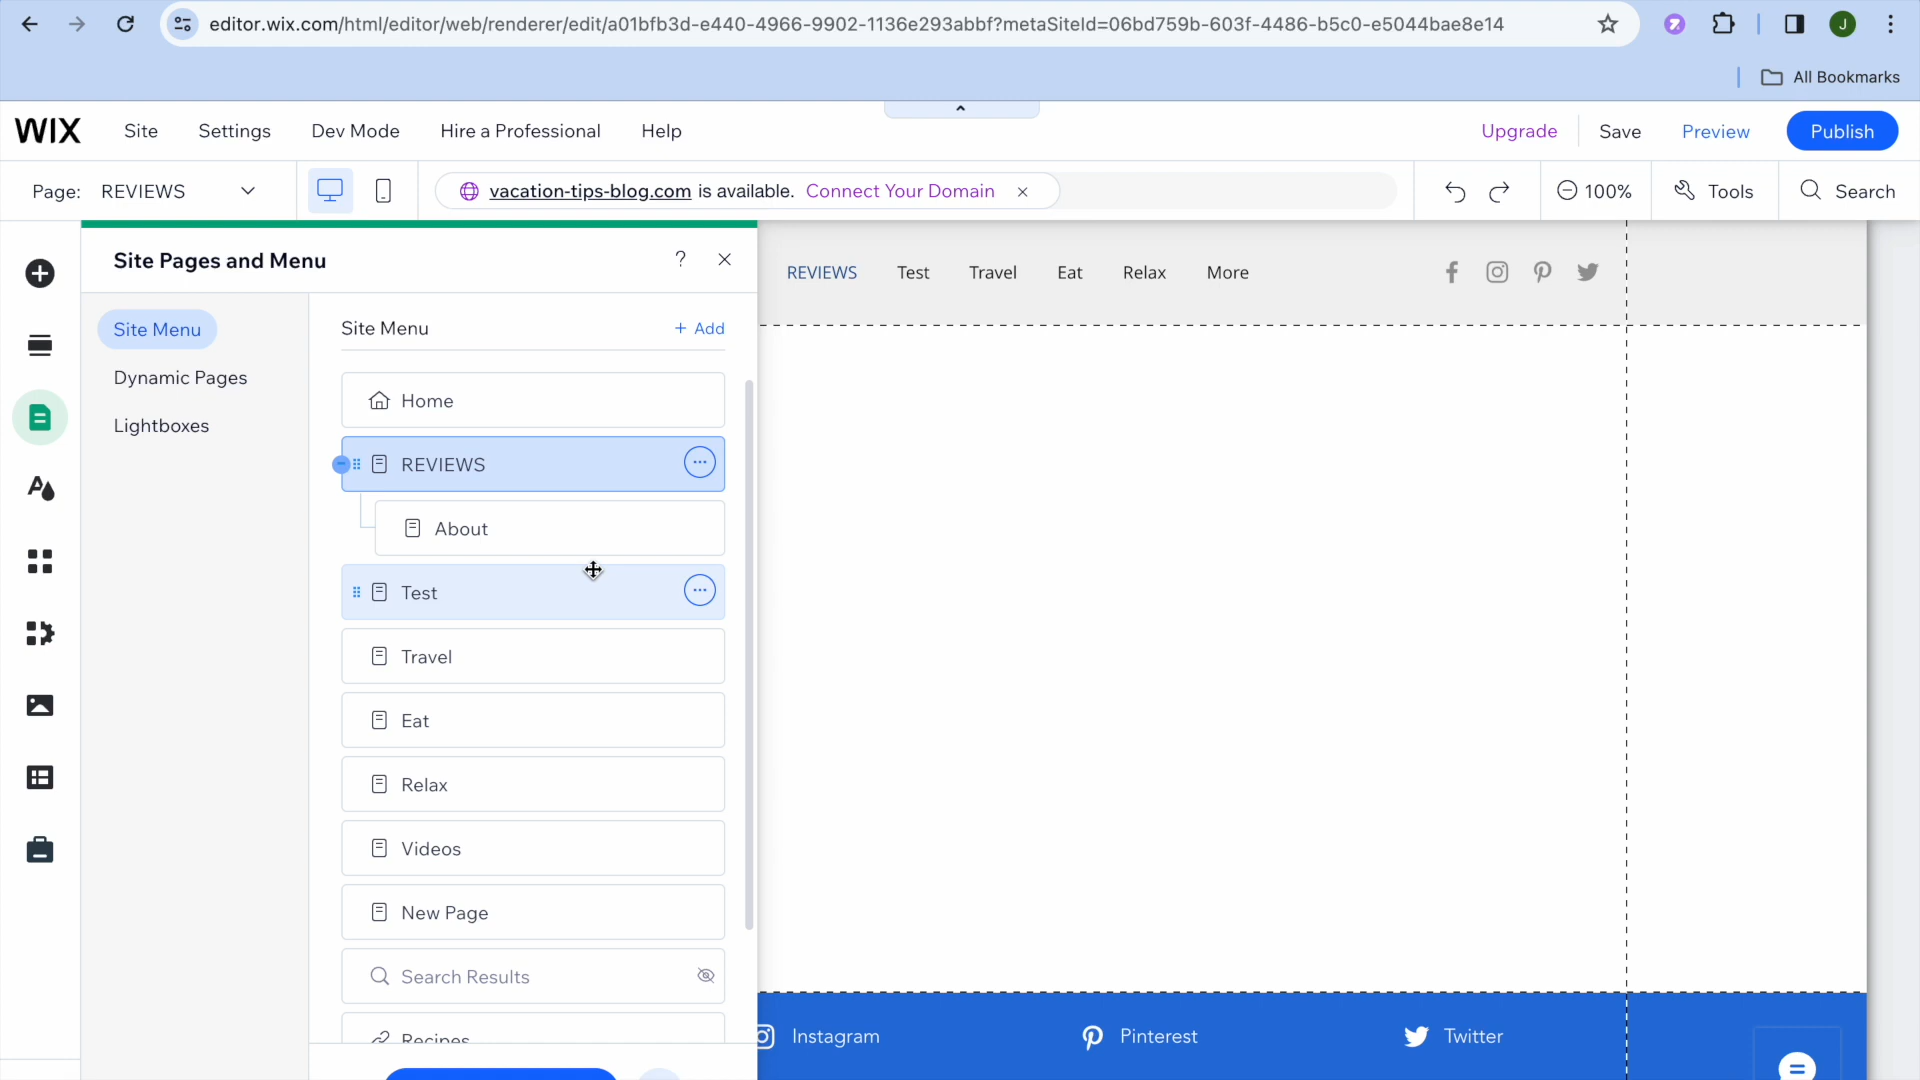 editor.wix.com/html/editor/web/renderer/edit/a01bfb3d-e440-4966-9902-1136e293abbf?metaSiteId=06bd759b-603f-4486-b5c0-e5044bae8e14
J
All Bookmarks
WIX Site Settings Dev Mode Hire a Professional Help Upgrade Save Preview Publish
Page: REVIEWS vacation-tips-blog.com is available. Connect Your Domain 100% Tools Search
Site Pages and Menu ?
REVIEWS Test Travel Eat Relax More
Site Menu
Dynamic Pages
Lightboxes
Site Menu + Add
Home
REVIEWS
About
Test
Travel
Eat
Relax
Videos
New Page
Search Results
Recipes
Instagram Pinterest Twitter